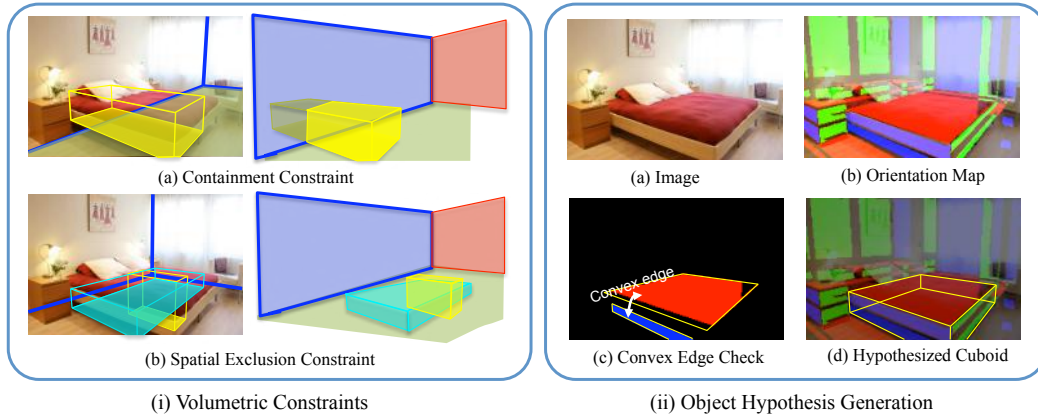 (a) Containment Constraint
(b) Spatial Exclusion Constraint
(i) Volumetric Constraints
(a) Image
(b) Orientation Map
Convex edge
(c) Convex Edge Check
(d) Hypothesized Cuboid
(ii) Object Hypothesis Generation